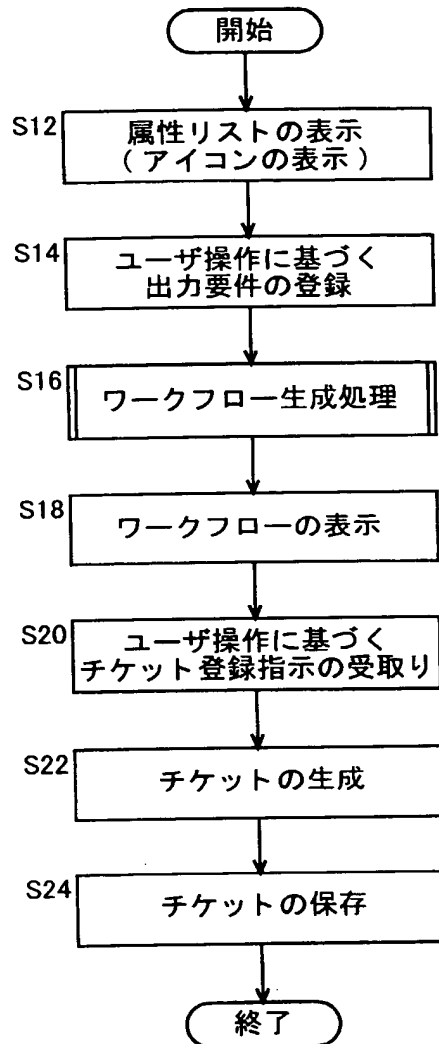 開始
S12
属性リストの表示
(アイコンの表示)
S14
ユーザ操作に基づく
出力要件の登録
S16
ワークフロー生成処理
S18
ワークフローの表示
S20
ユーザ操作に基づく
チケット登録指示の受取り
S22
チケットの生成
S24
チケットの保存
終了